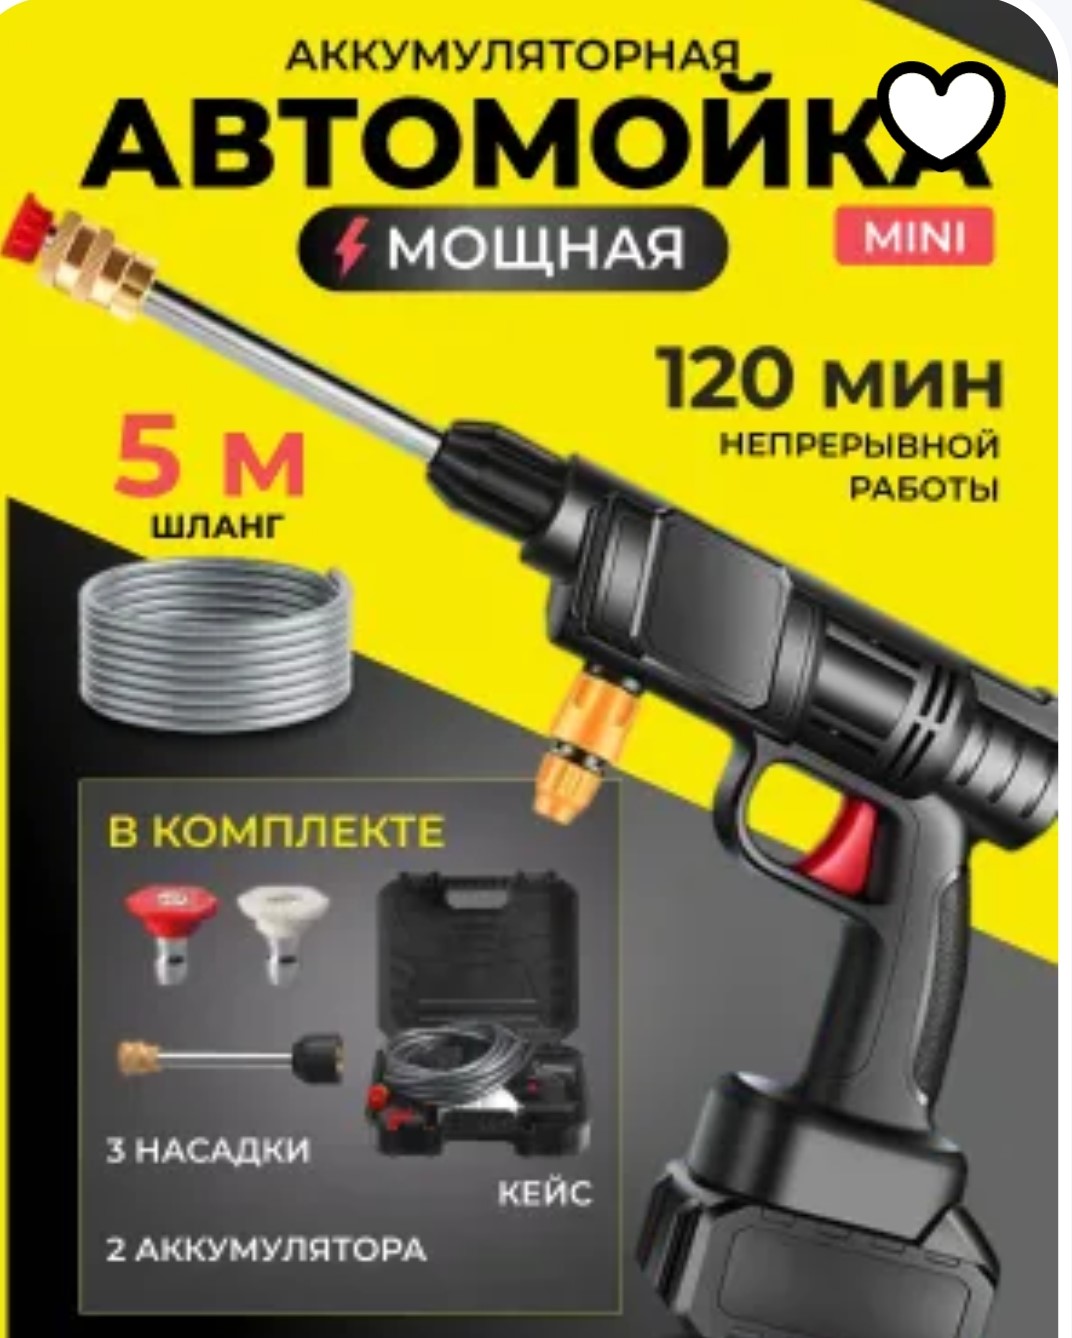 АККУМУЛЯТОРНАЯ
АВТОМОЙКА
МОЩНАЯ
MINI
120 мин
НЕПРЕРЫВНОЙ
РАБОТЫ
5 м
ШЛАНГ
В КОМПЛЕКТЕ
3 НАСАДКИ
КЕЙС
2 АККУМУЛЯТОРА